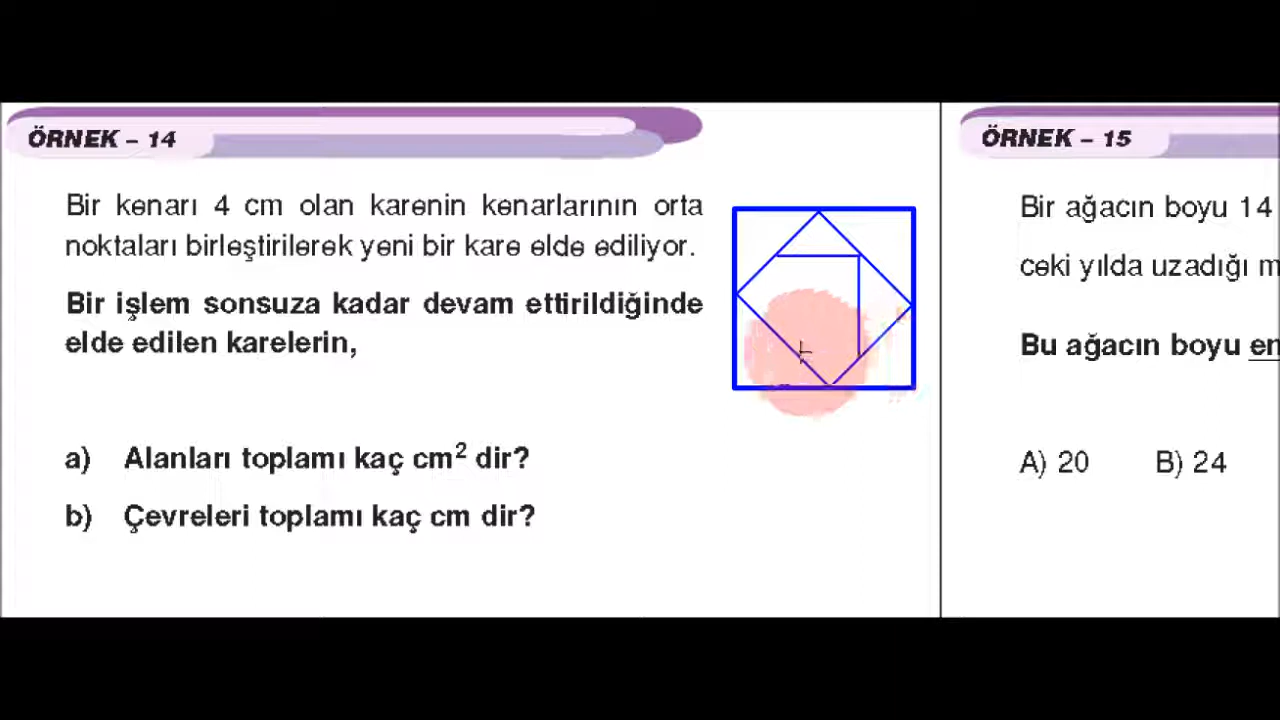 ÖRNEK – 14
Bir kenarı 4 cm olan karenin kenarlarının orta
noktaları birleştirilerek yeni bir kare elde ediliyor.
Bir işlem sonsuza kadar devam ettirildiğinde
elde edilen karelerin,
a) Alanları toplamı kaç cm² dir?
b) Çevreleri toplamı kaç cm dir?
ÖRNEK – 15
Bir ağacın boyu 14
ceki yılda uzadığı m
Bu ağacın boyu en
A) 20 B) 24